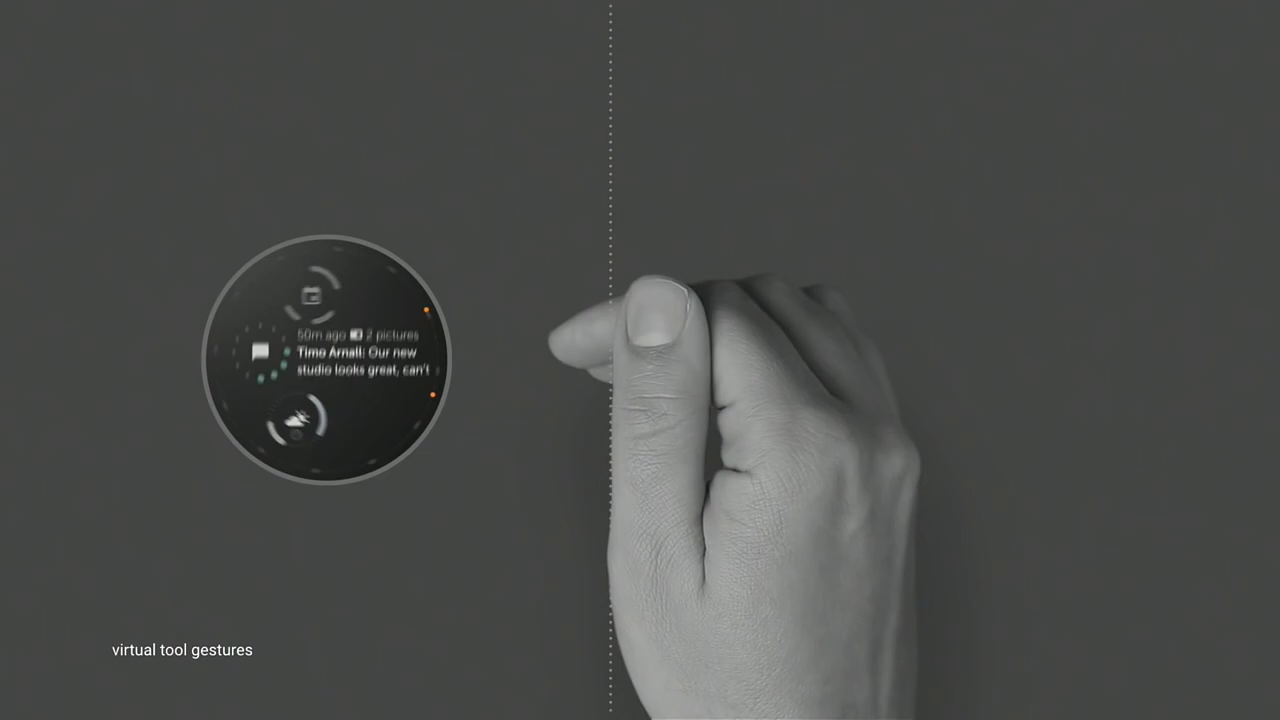 50m ago 2 pictures
Timo Arnall: Our new
studio looks great, can't
virtual tool gestures